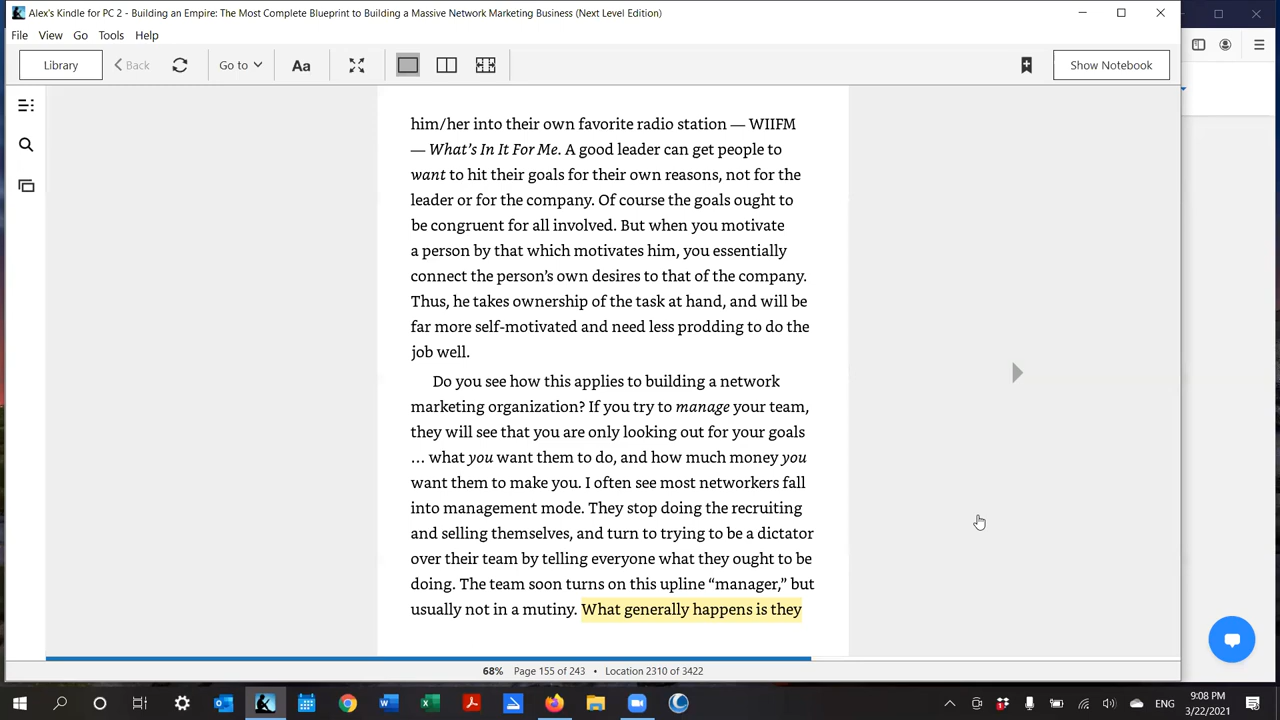 Alex's Kindle for PC 2 - Building an Empire: The Most Complete Blueprint to Building a Massive Network Marketing Business (Next Level Edition)
File View Go Tools Help
Library Back Go to Aa Show Notebook
him/her into their own favorite radio station — WIIFM
— What's In It For Me. A good leader can get people to
want to hit their goals for their own reasons, not for the
leader or for the company. Of course the goals ought to
be congruent for all involved. But when you motivate
a person by that which motivates him, you essentially
connect the person's own desires to that of the company.
Thus, he takes ownership of the task at hand, and will be
far more self-motivated and need less prodding to do the
job well.
Do you see how this applies to building a network
marketing organization? If you try to manage your team,
they will see that you are only looking out for your goals
… what you want them to do, and how much money you
want them to make you. I often see most networkers fall
into management mode. They stop doing the recruiting
and selling themselves, and turn to trying to be a dictator
over their team by telling everyone what they ought to be
doing. The team soon turns on this upline “manager,” but
usually not in a mutiny. What generally happens is they
68% Page 155 of 243 • Location 2310 of 3422
ENG
9:08 PM
3/22/2021